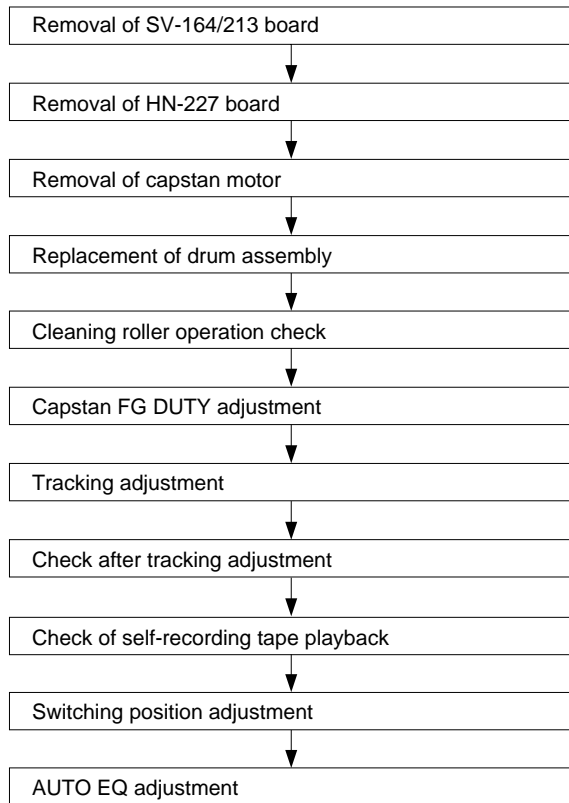 Removal of SV-164/213 board
Removal of HN-227 board
Removal of capstan motor
Replacement of drum assembly
Cleaning roller operation check
Capstan FG DUTY adjustment
Tracking adjustment
Check after tracking adjustment
Check of self-recording tape playback
Switching position adjustment
AUTO EQ adjustment